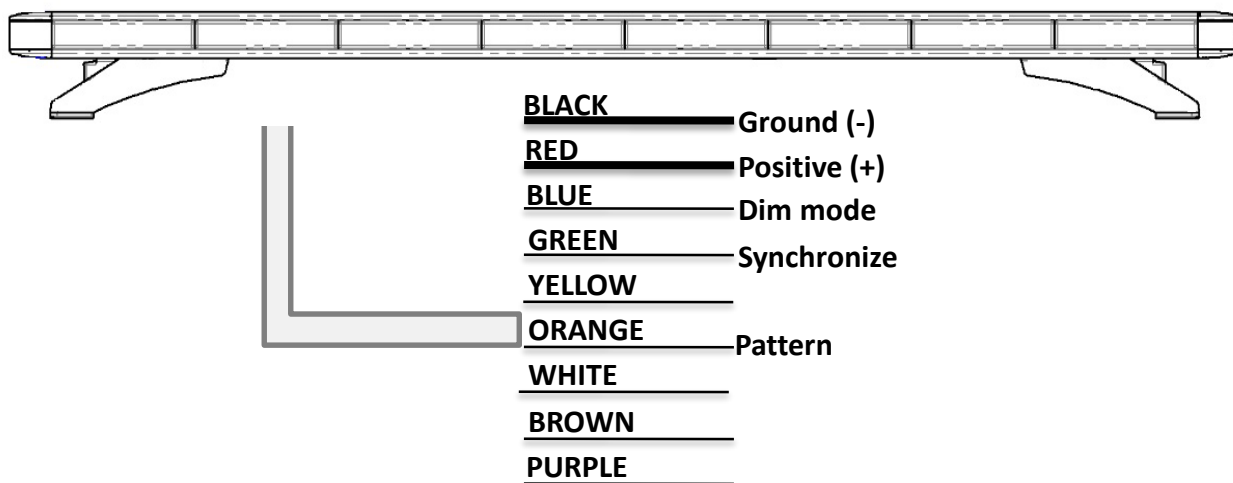 BLACK
Ground (-)
RED
Positive (+)
BLUE
Dim mode
GREEN
Synchronize
YELLOW
ORANGE
Pattern
WHITE
BROWN
PURPLE